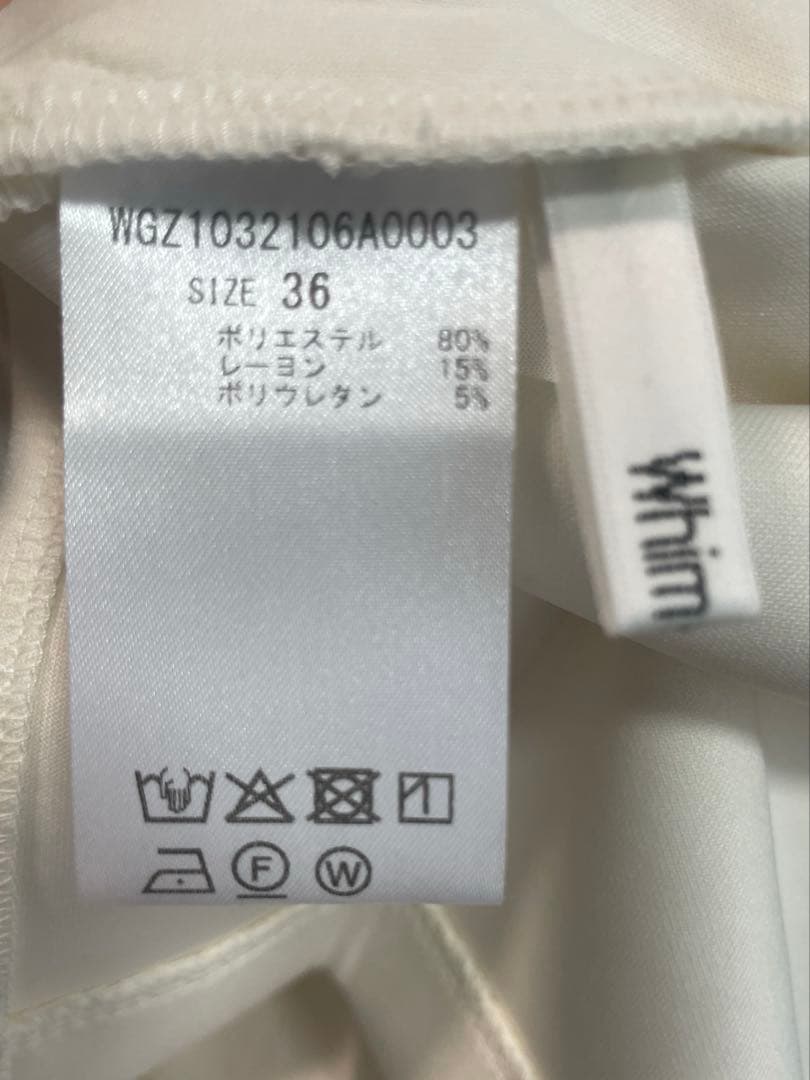 WGZ1032106A0003
SIZE 36
ポリエステル 80%
レーヨン 15%
ポリウレタン 5%
F W
Whim